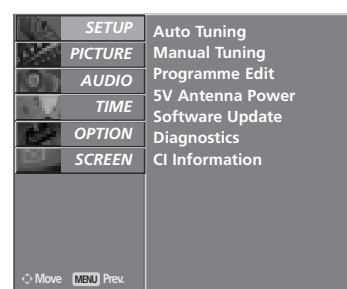 SETUP
PICTURE
AUDIO
TIME
OPTION
SCREEN
Auto Tuning
Manual Tuning
Programme Edit
5V Antenna Power
Software Update
Diagnostics
CI Information
Move MENU Prev.